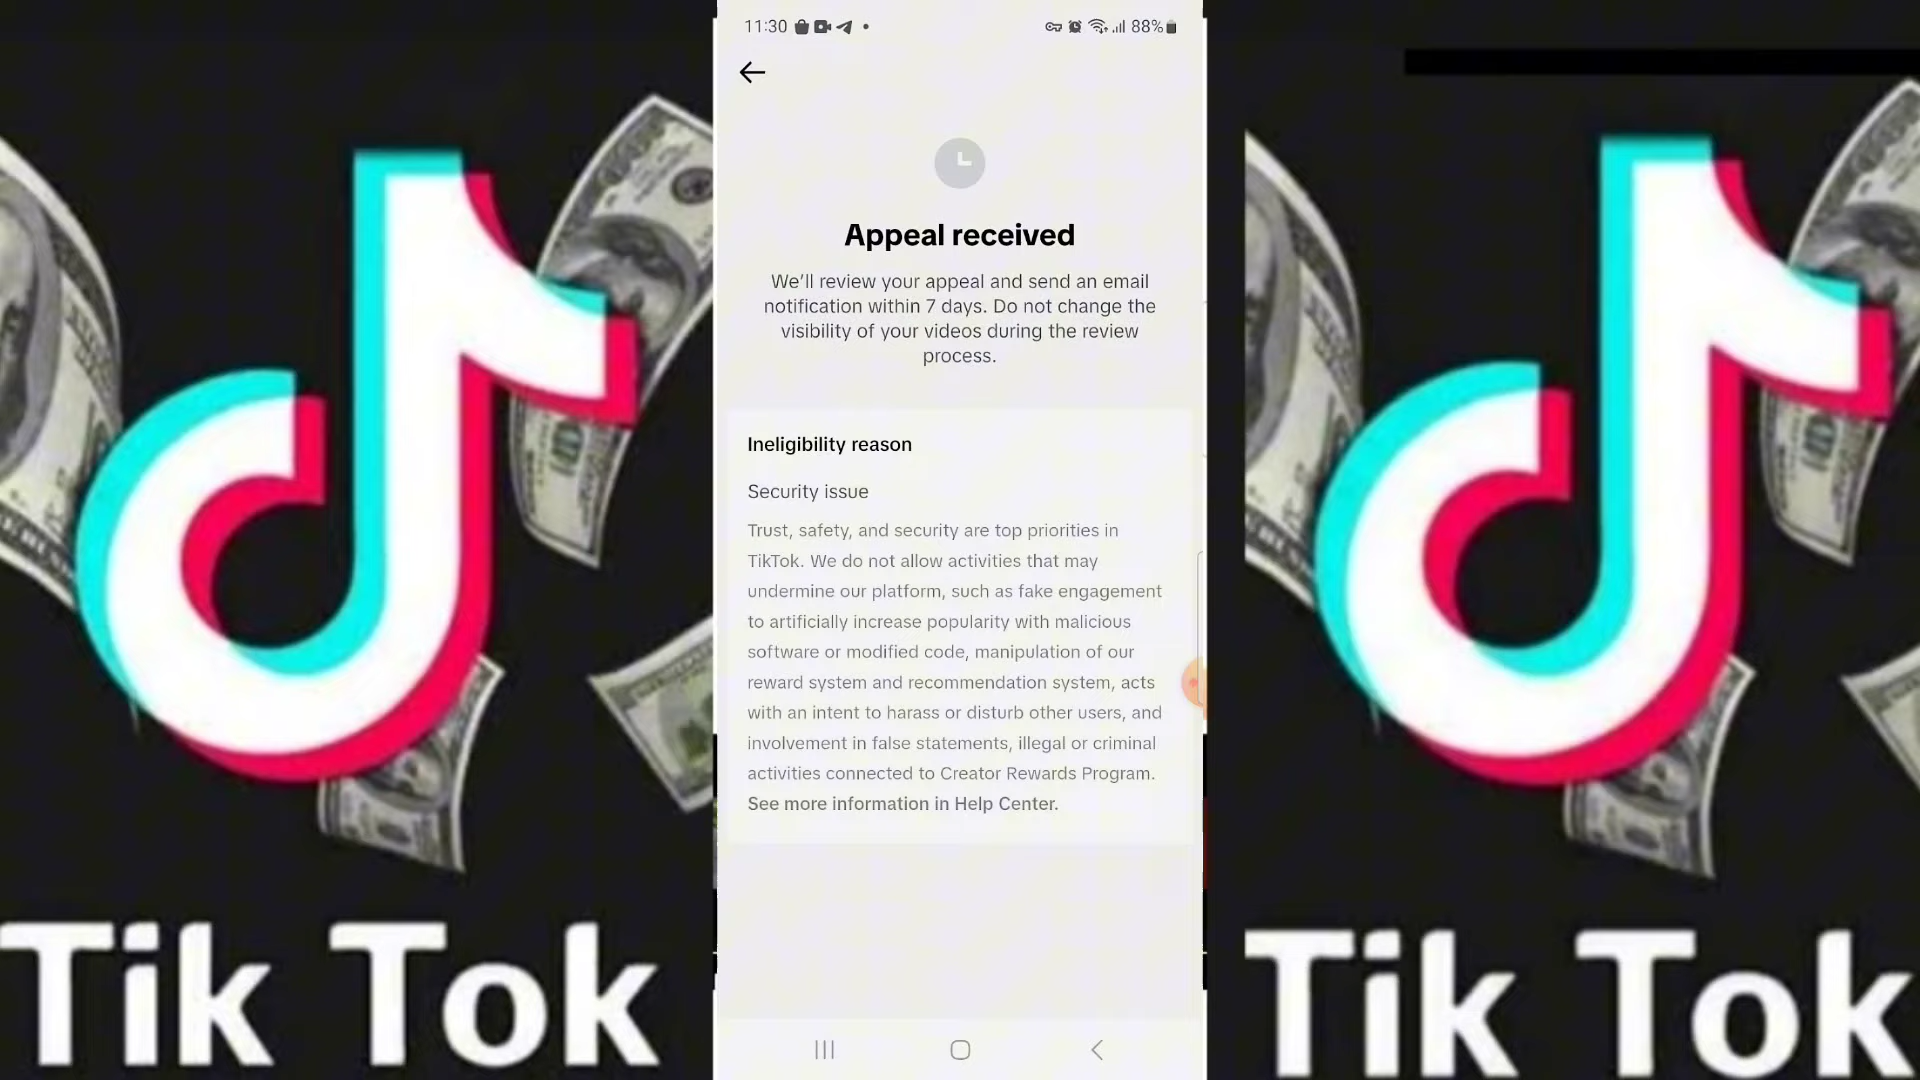 11:30
88%
Appeal received
We'll review your appeal and send an email
notification within 7 days. Do not change the
visibility of your videos during the review
process.
Ineligibility reason
Security issue
Trust, safety, and security are top priorities in
TikTok. We do not allow activities that may
undermine our platform, such as fake engagement
to artificially increase popularity with malicious
software or modified code, manipulation of our
reward system and recommendation system, acts
with an intent to harass or disturb other users, and
involvement in false statements, illegal or criminal
activities connected to Creator Rewards Program.
See more information in Help Center.
Tik Tok
Tik Tok